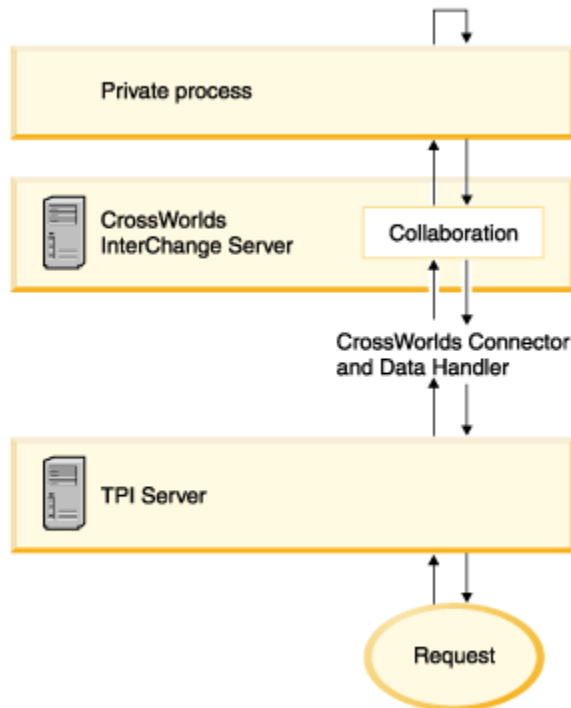 Private process
CrossWorlds
InterChange Server
Collaboration
CrossWorlds Connector
and Data Handler
TPI Server
Request